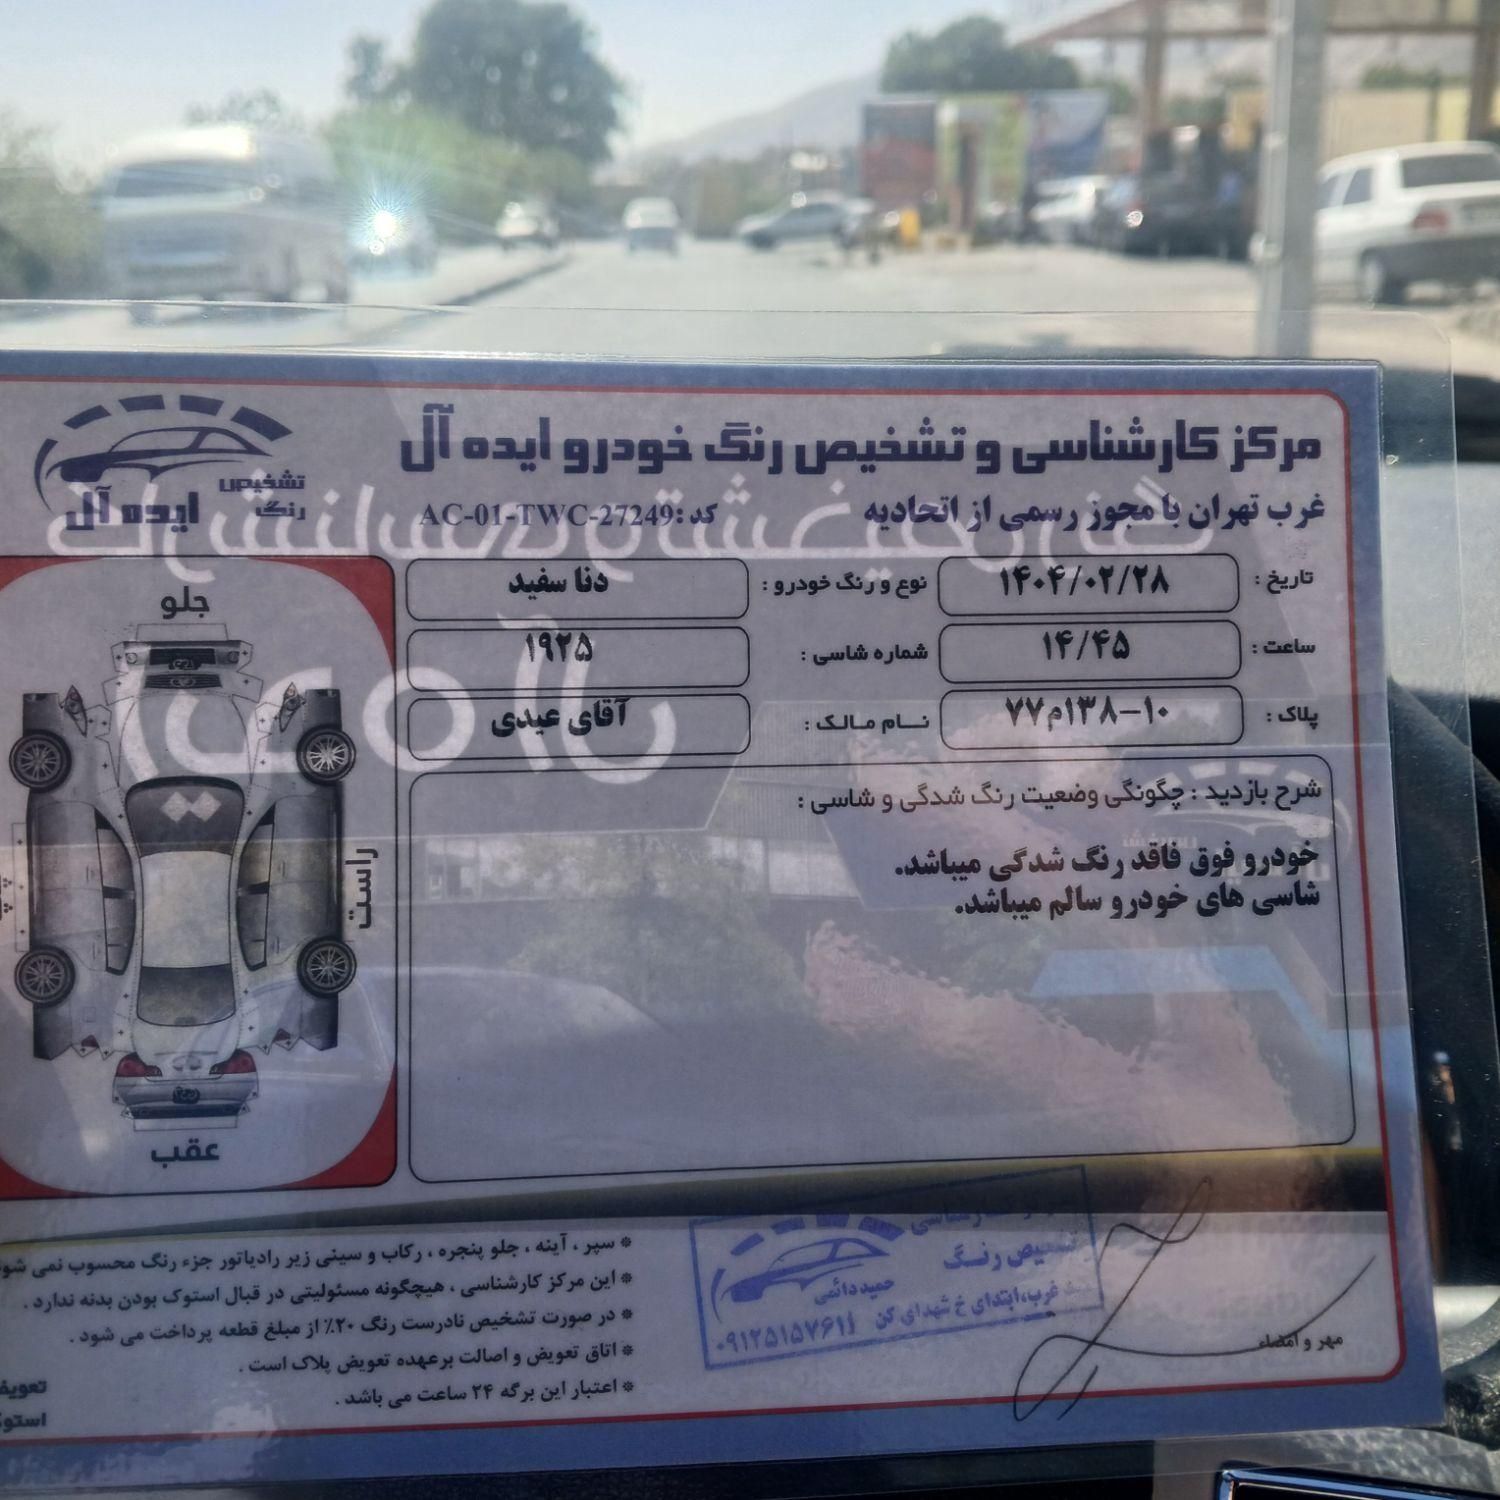 مرکز کارشناسی و تشخیص رنگ خودرو ایده آل
غرب تهران با مجوز رسمی از اتحادیه کد: AC-01-TWC-27249
تشخیص رنگ
ایده آل
تاریخ: ۱۴۰۴/۰۲/۲۸ نوع و رنگ خودرو: دنا سفید
ساعت: ۱۴/۴۵ شماره شاسی: ۱۹۲۵
پلاک: ۱۰-۱۳۸م۷۷ نام مالک: آقای عیدی
شرح بازدید: چگونگی وضعیت رنگ شدگی و شاسی:
خودرو فوق فاقد رنگ شدگی میباشد.
شاسی های خودرو سالم میباشد.
جلو
راست
عقب
* سپر، آینه، جلو پنجره، رکاب و سینی زیر رادیاتور جزء رنگ محسوب نمی
* این مرکز کارشناسی، هیچگونه مسئولیتی در قبال استوک بودن بدنه ندارد.
* در صورت تشخیص نادرست رنگ ۲۰٪ از مبلغ قطعه پرداخت می شود.
* اتاق تعویض و اصالت برعهده تعویض پلاک است.
* اعتبار این برگه ۲۴ ساعت می باشد.
رنگ
حمید دائمی
غرب، ابتدای خ شهدای کن
مهر و امضاء